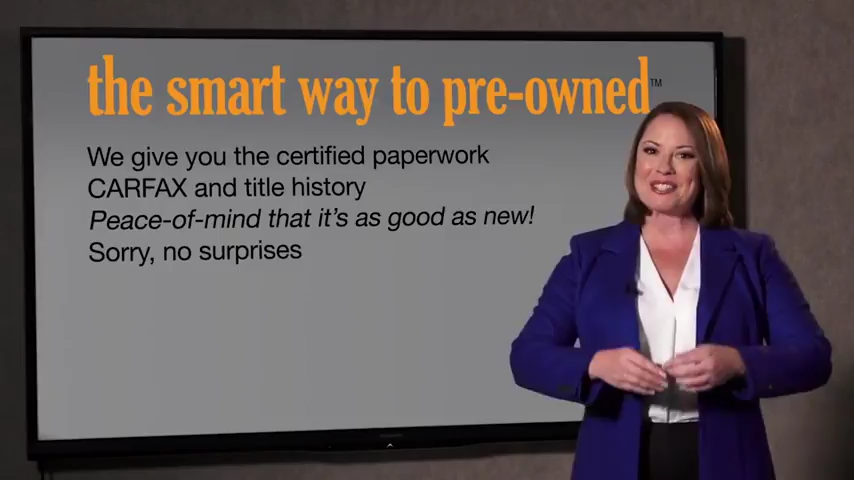 the smart way to pre-owned™
We give you the certified paperwork
CARFAX and title history
Peace-of-mind that it's as good as new!
Sorry, no surprises